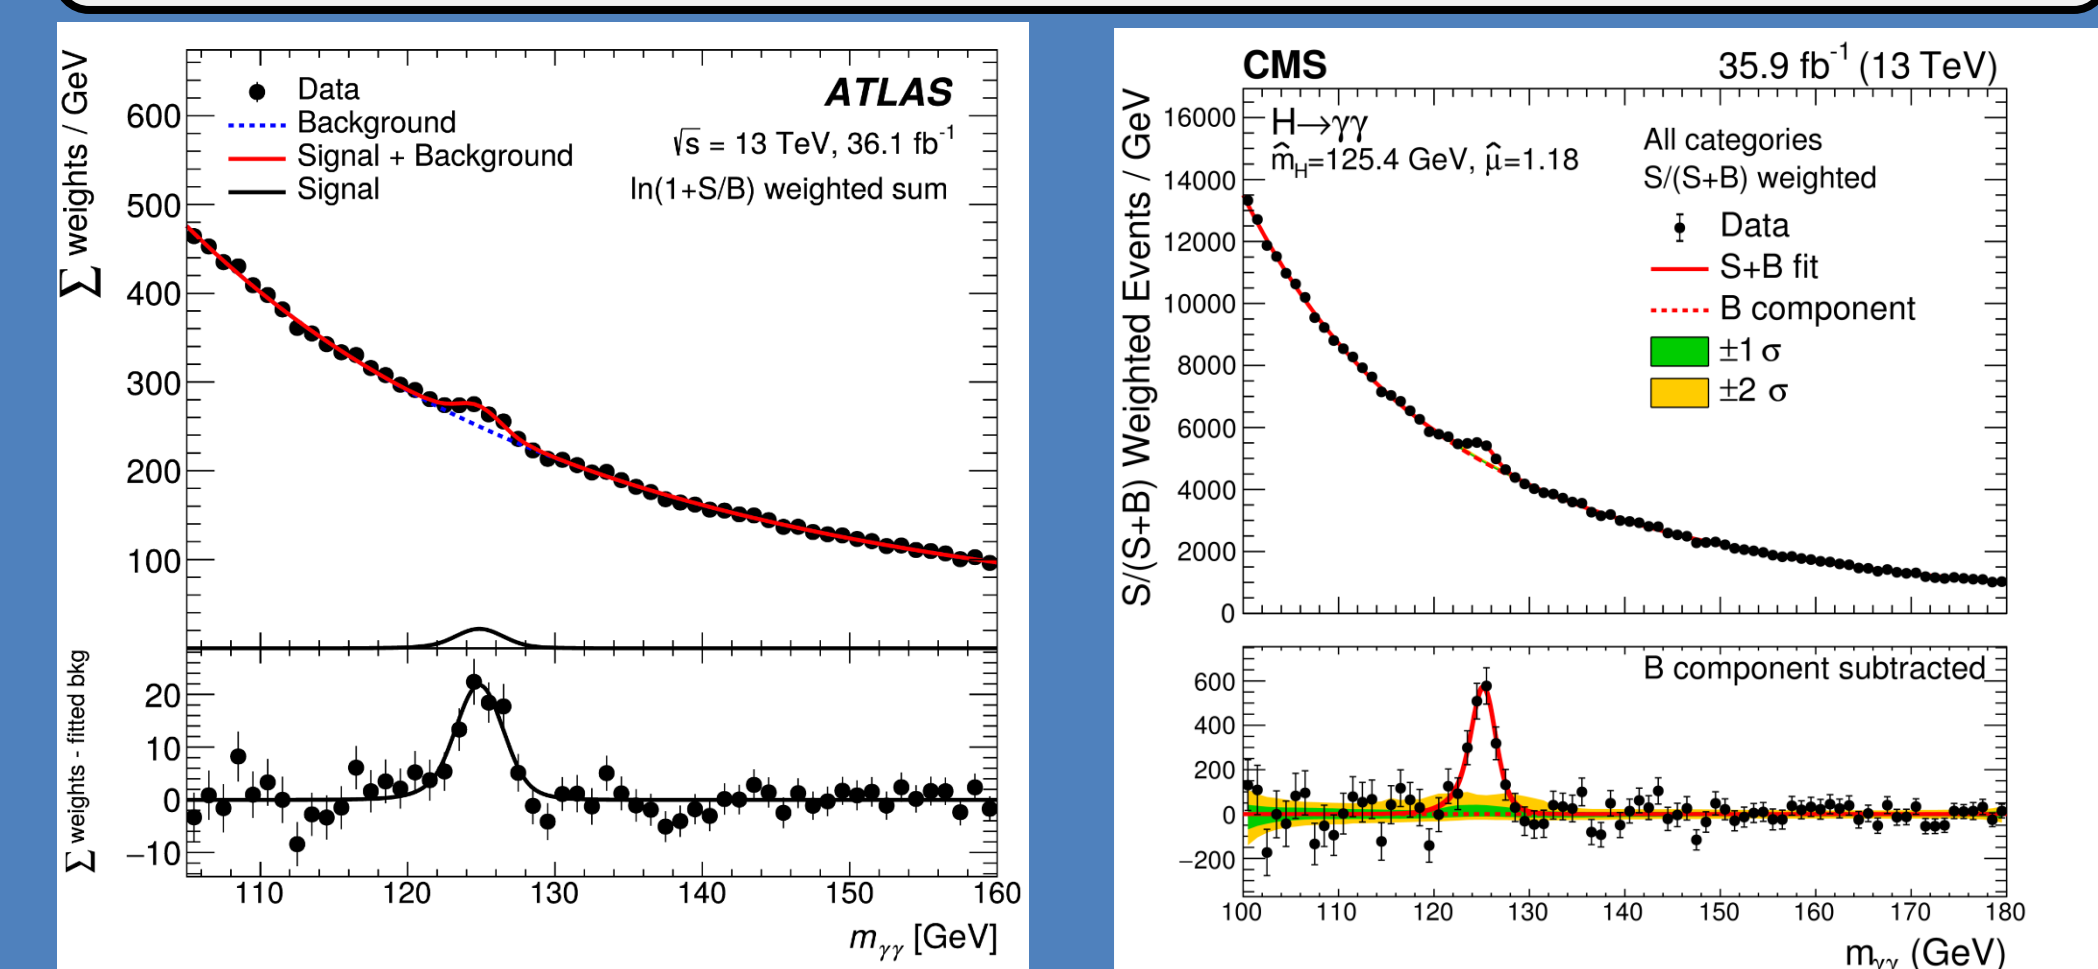 ATLAS
√s = 13 TeV, 36.1 fb⁻¹
ln(1+S/B) weighted sum
Data
Background
Signal + Background
Signal
∑ weights / GeV
600
500
400
300
200
100
∑ weights - fitted bkg
20
10
0
−10
110 120 130 140 150 160
mγγ [GeV]
CMS
35.9 fb⁻¹ (13 TeV)
H→γγ
m̂H=125.4 GeV, μ̂=1.18
All categories
S/(S+B) weighted
Data
S+B fit
B component
±1 σ
±2 σ
S/(S+B) Weighted Events / GeV
16000
14000
12000
10000
8000
6000
4000
2000
0
B component subtracted
600
400
200
0
−200
100 110 120 130 140 150 160 170 180
mγγ (GeV)